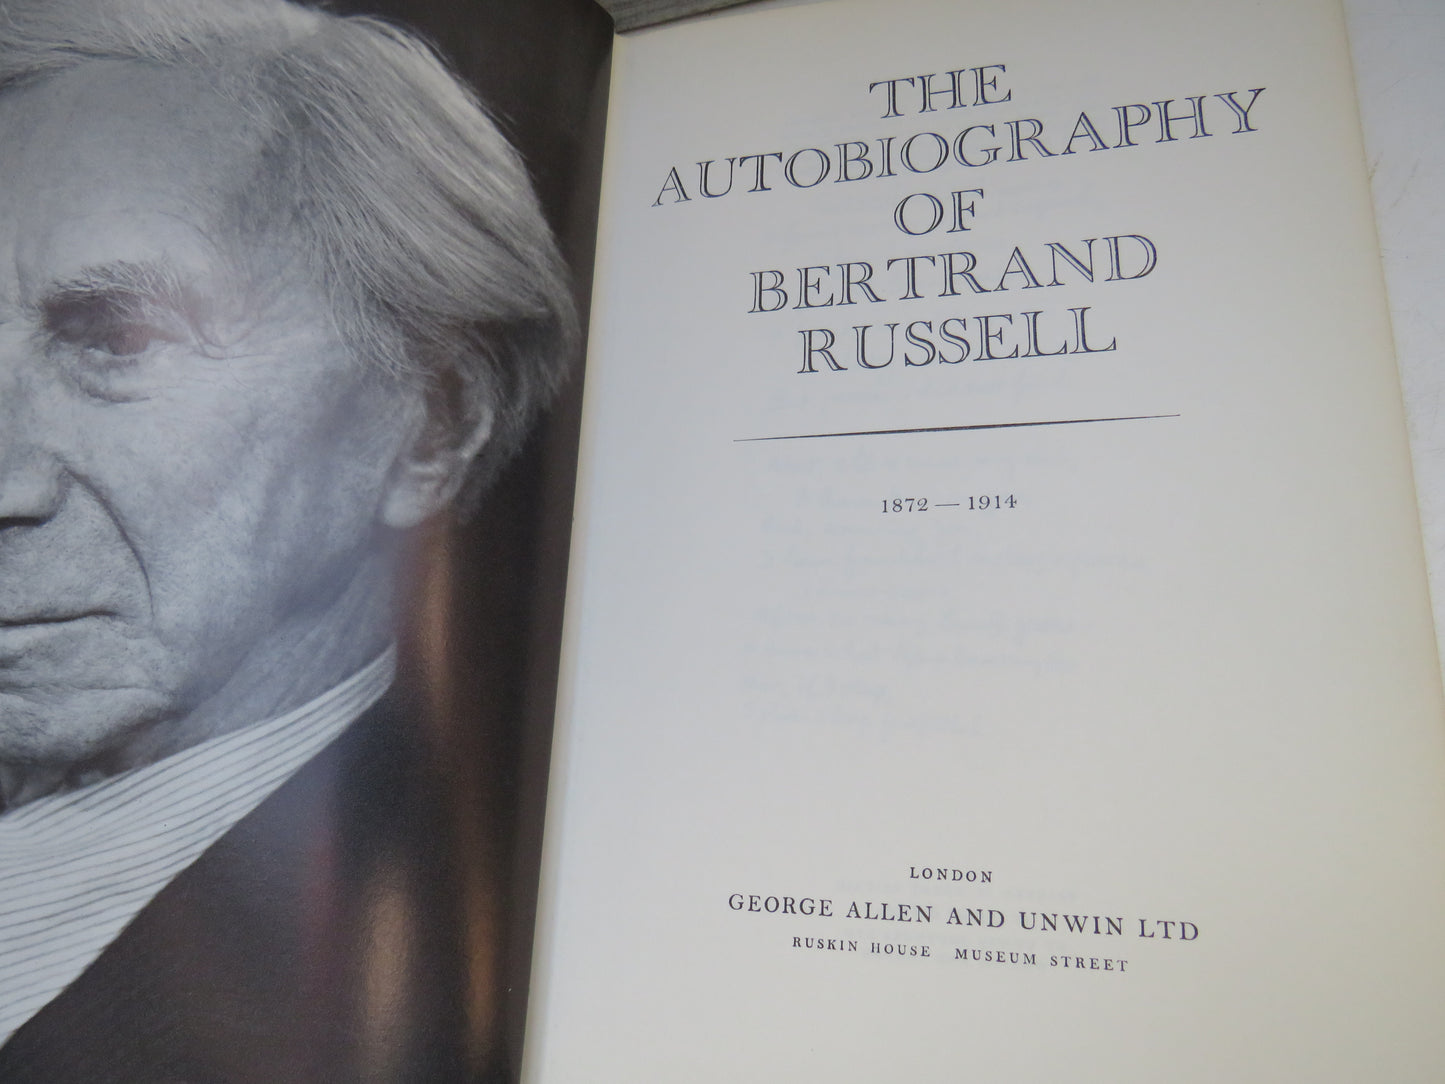 THE
AUTOBIOGRAPHY
OF
BERTRAND
RUSSELL
1872 — 1914
LONDON
GEORGE ALLEN AND UNWIN LTD
RUSKIN HOUSE MUSEUM STREET